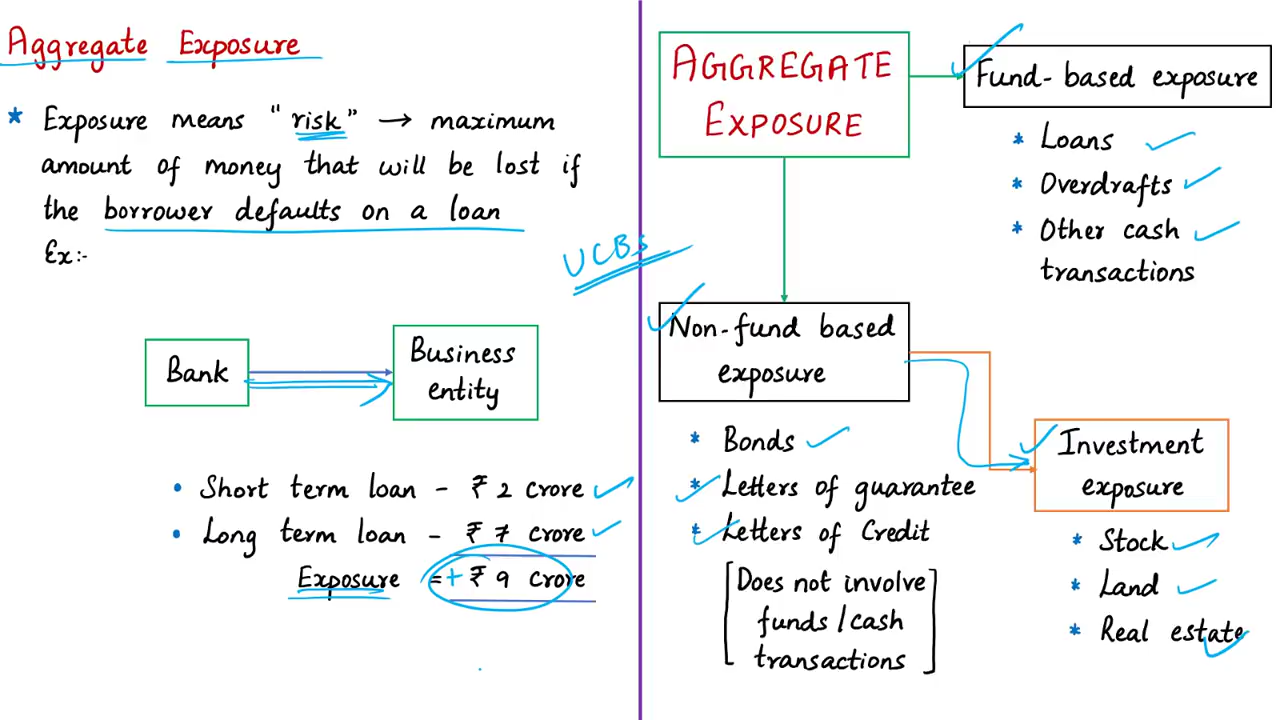 Aggregate Exposure
* Exposure means "risk" → maximum
amount of money that will be lost if
the borrower defaults on a loan
Ex:-
UCBs
Bank
Business
entity
• Short term loan - ₹ 2 crore
• Long term loan - ₹ 7 crore
Exposure = + ₹ 9 crore
AGGREGATE
EXPOSURE
Fund-based exposure
* Loans
* Overdrafts
* Other cash
transactions
Non-fund based
exposure
* Bonds
* Letters of guarantee
* Letters of Credit
[Does not involve
funds/cash
transactions]
Investment
exposure
* Stock
* Land
* Real estate